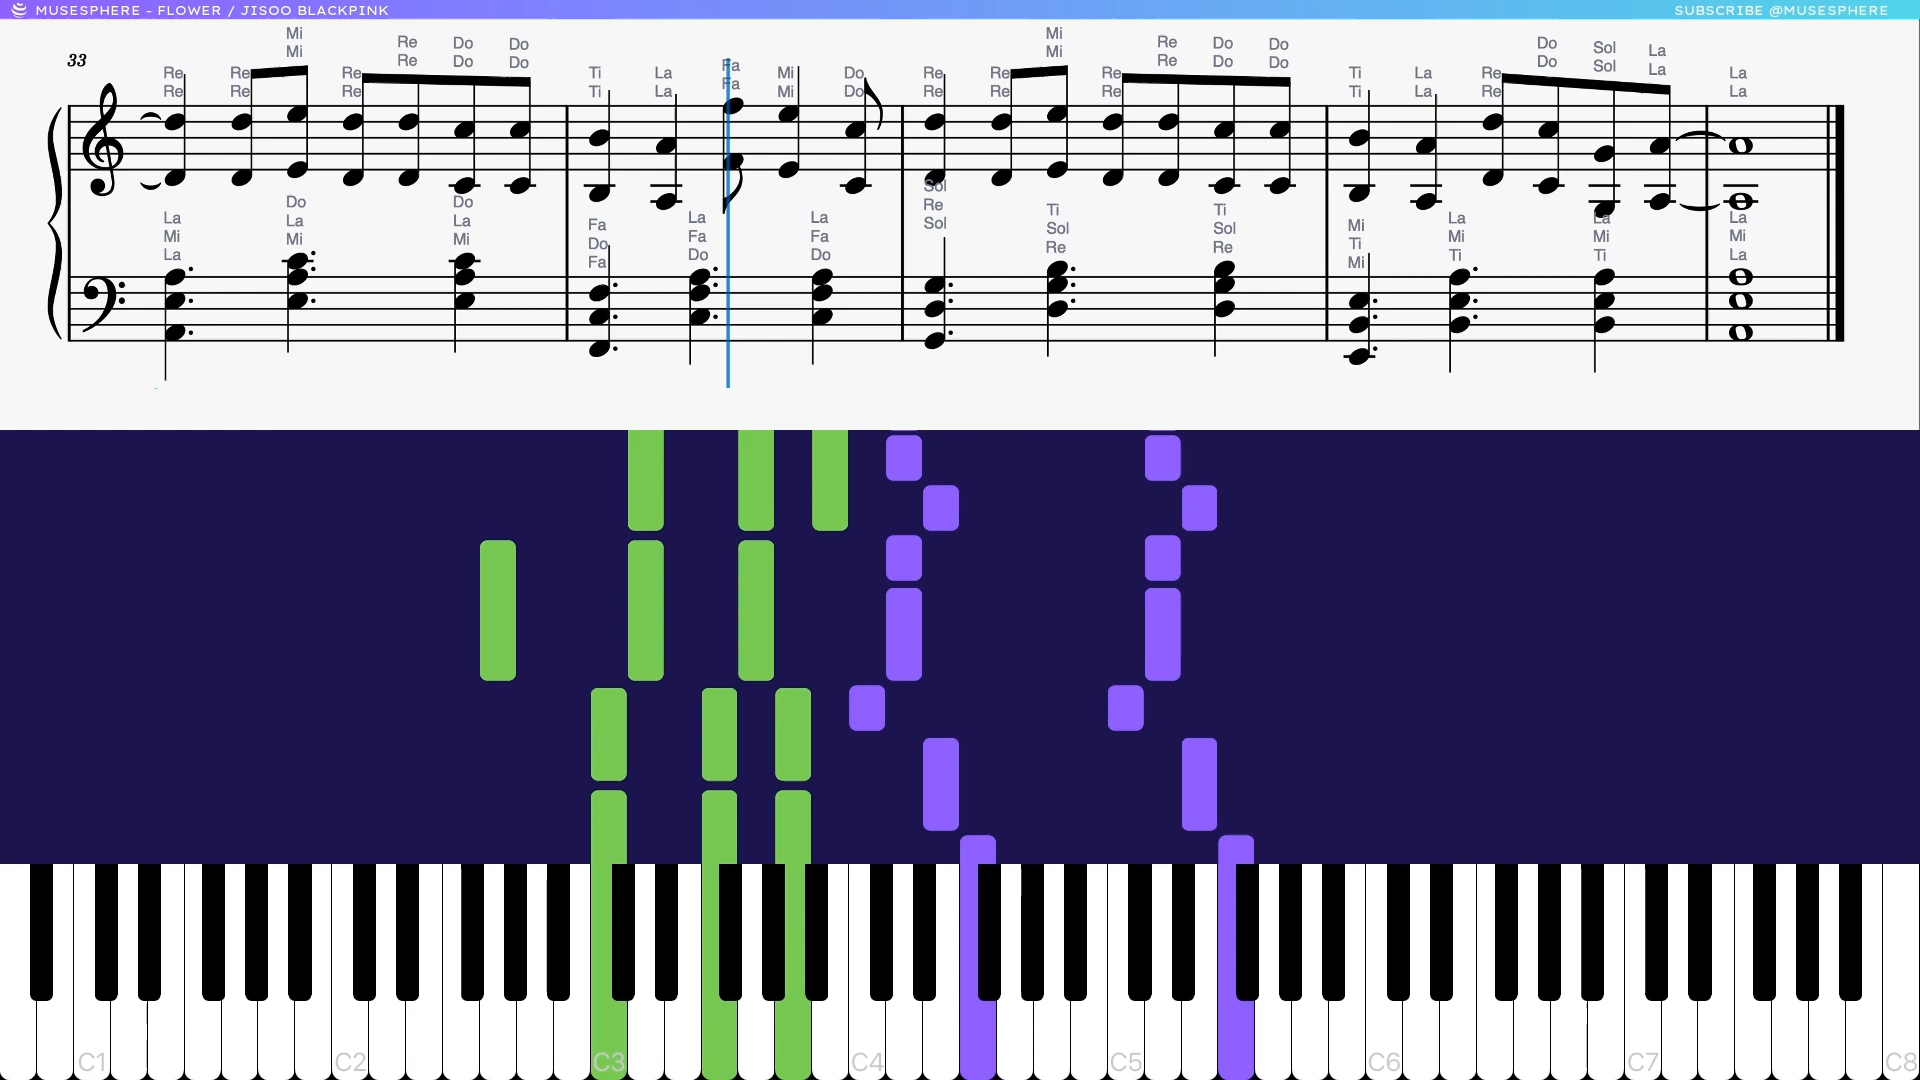 MUSESPHERE - FLOWER / JISOO BLACKPINK
SUBSCRIBE @MUSESPHERE
33
Re Re Mi Re Re Do Do Ti La Fa Mi Do Re Re Mi Re Re Do Do Ti La Re Do Sol La La
Re Re Mi Re Re Do Do Ti La Fa Mi Do Re Re Mi Re Re Do Do Ti La Re Do Sol La La
La Do Do Fa La La Sol Ti Ti Mi La La La
Mi La La Do Fa Fa Re Sol Sol Ti Mi Mi Mi
La Mi Mi Fa Do Do Sol Re Re Mi Ti Ti La
C1 C2 C3 C4 C5 C6 C7 C8